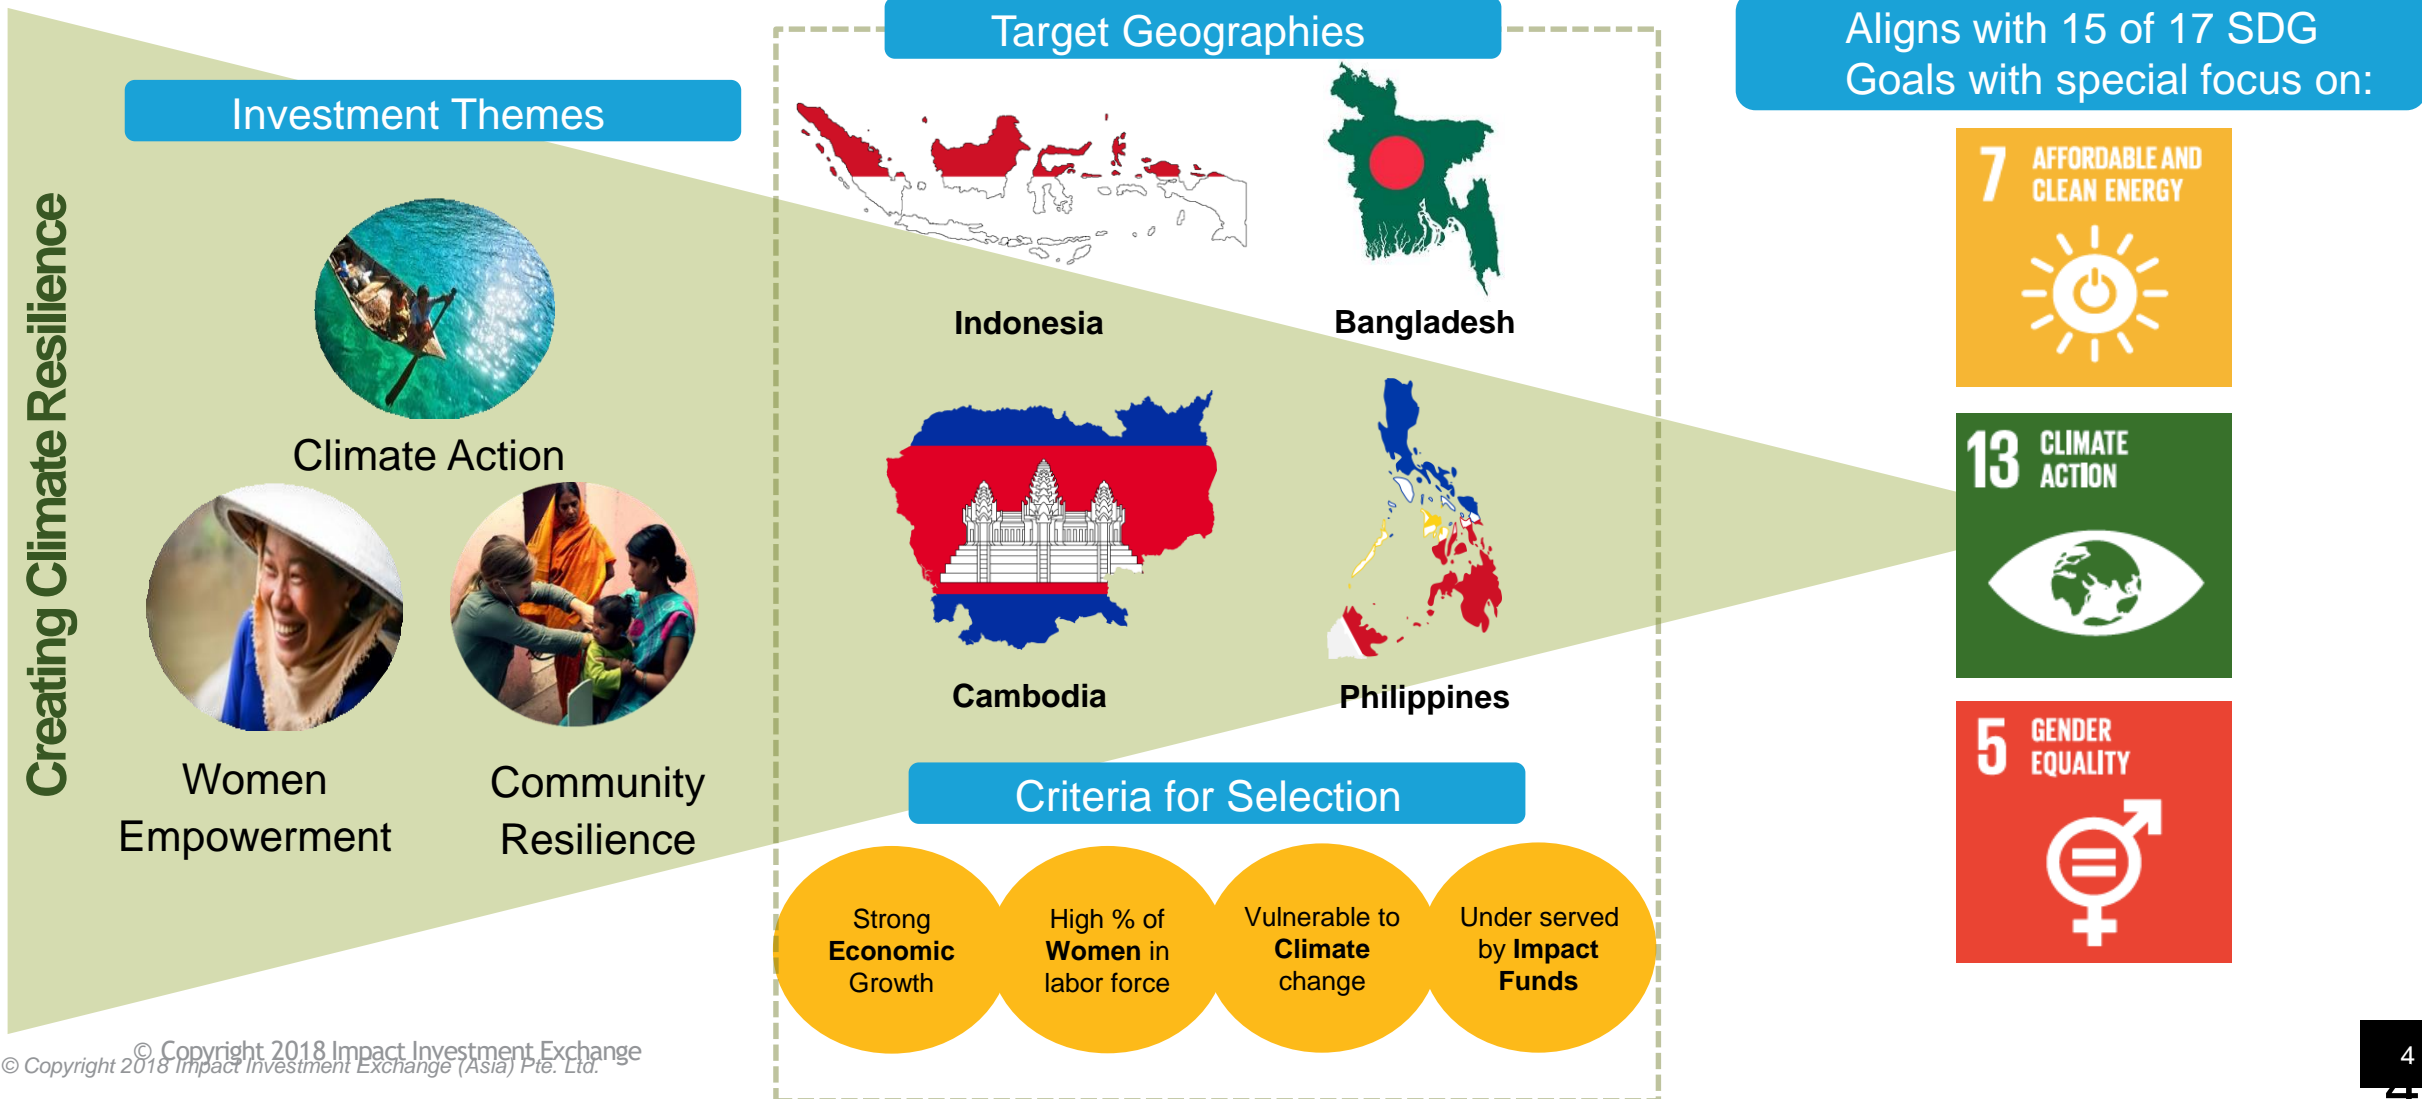 Creating Climate Resilience
Investment Themes
Climate Action
Women
Empowerment
Community
Resilience
Target Geographies
Indonesia
Bangladesh
Cambodia
Philippines
Criteria for Selection
Strong
Economic
Growth
High % of
Women in
labor force
Vulnerable to
Climate
change
Under served
by Impact
Funds
Aligns with 15 of 17 SDG
Goals with special focus on:
7 AFFORDABLE AND
CLEAN ENERGY
13 CLIMATE
ACTION
5 GENDER
EQUALITY
© Copyright 2018 Impact Investment Exchange
© Copyright 2018 Impact Investment Exchange (Asia) Pte. Ltd.
4
4